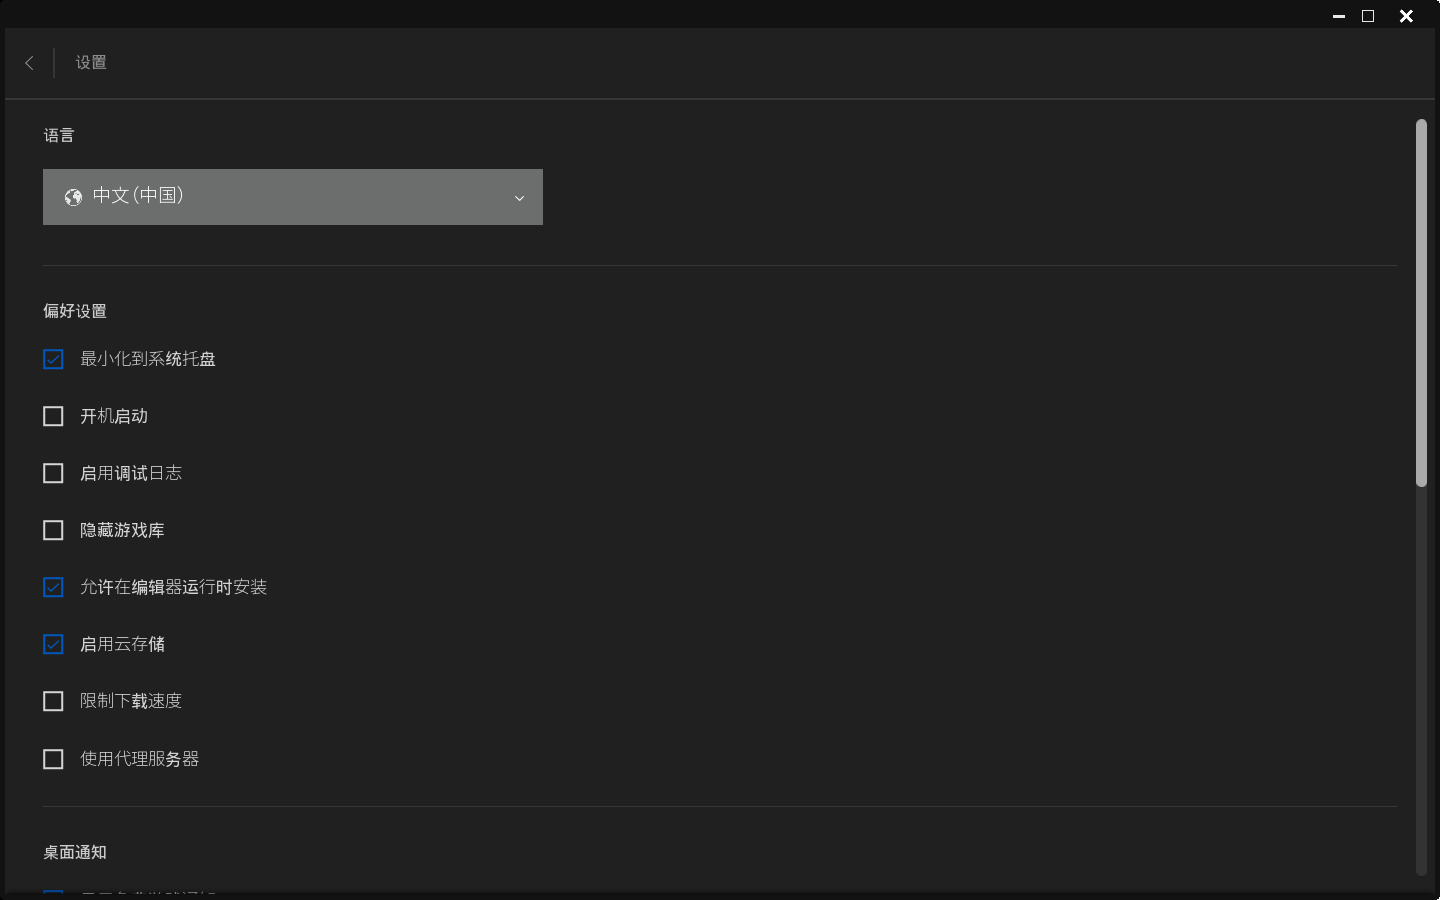 设置
语言
中文(中国)
偏好设置
最小化到系统托盘
开机启动
启用调试日志
隐藏游戏库
允许在编辑器运行时安装
启用云存储
限制下载速度
使用代理服务器
桌面通知